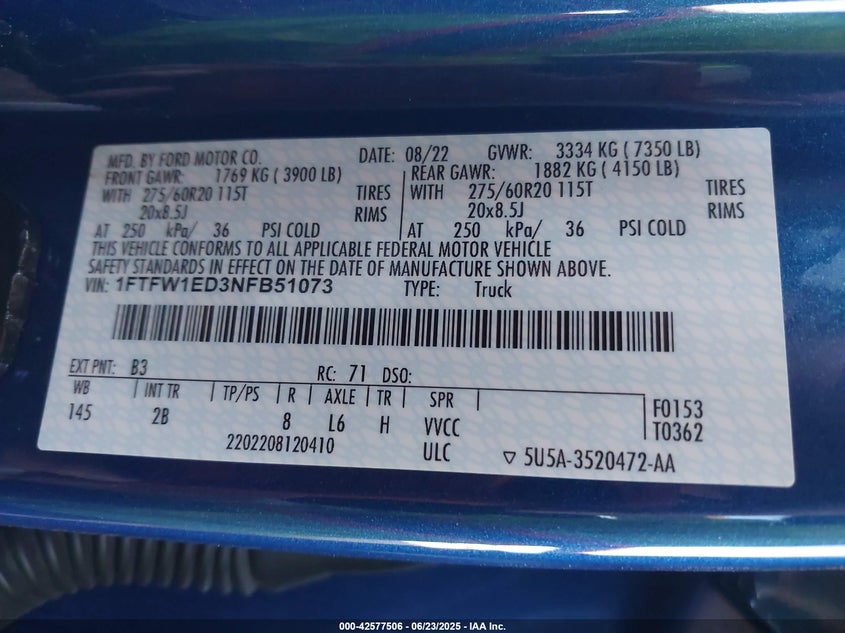 MFD. BY FORD MOTOR CO. DATE: 08/22 GVWR: 3334 KG ( 7350 LB)
FRONT GAWR: 1769 KG ( 3900 LB) REAR GAWR: 1882 KG ( 4150 LB)
WITH 275/60R20 115T TIRES WITH 275/60R20 115T TIRES
20x8.5J RIMS 20x8.5J RIMS
AT 250 kPa/ 36 PSI COLD AT 250 kPa/ 36 PSI COLD
THIS VEHICLE CONFORMS TO ALL APPLICABLE FEDERAL MOTOR VEHICLE
SAFETY STANDARDS IN EFFECT ON THE DATE OF MANUFACTURE SHOWN ABOVE.
VIN: 1FTFW1ED3NFB51073 TYPE: Truck
EXT PNT: B3 RC: 71 DSO:
WB INT TR TP/PS R AXLE TR SPR
145 2B 8 L6 H VVCC F0153
2202208120410 ULC T0362
▽ 5U5A-3520472-AA
000-42577506 - 06/23/2025 - IAA Inc.